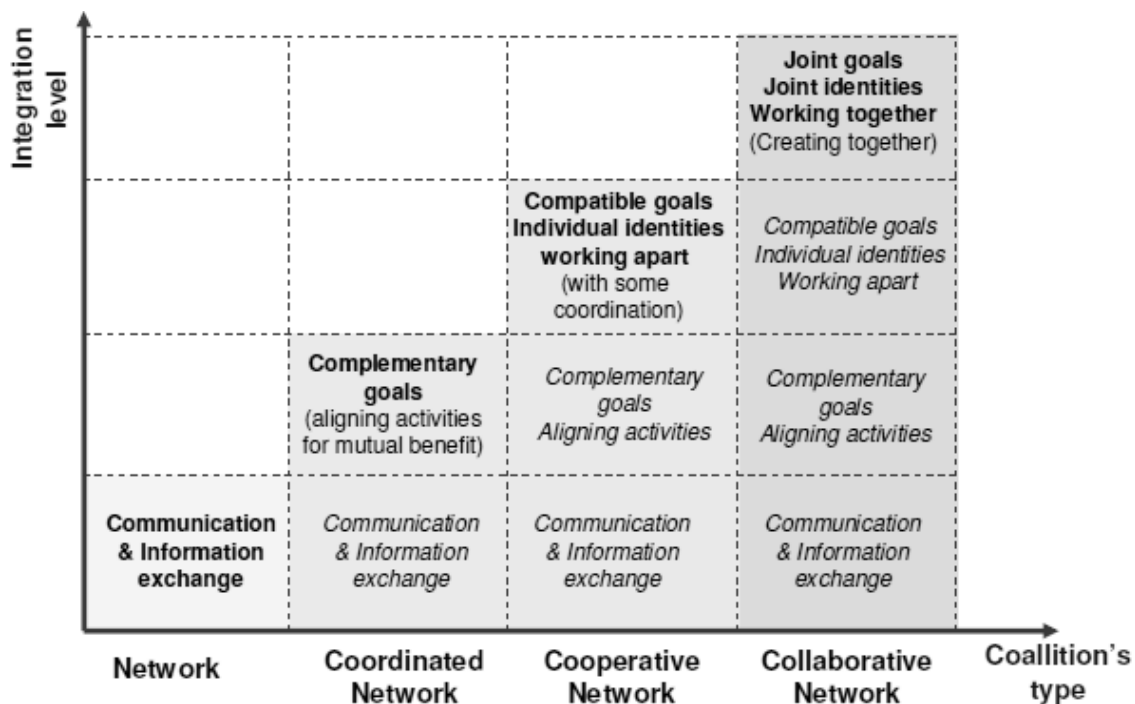 Integration
level
Joint goals
Joint identities
Working together
(Creating together)
Compatible goals
Individual identities
working apart
(with some
coordination)
Compatible goals
Individual identities
Working apart
Complementary
goals
(aligning activities
for mutual benefit)
Complementary
goals
Aligning activities
Complementary
goals
Aligning activities
Communication
& Information
exchange
Communication
& Information
exchange
Communication
& Information
exchange
Communication
& Information
exchange
Network
Coordinated
Network
Cooperative
Network
Collaborative
Network
Coallition's
type